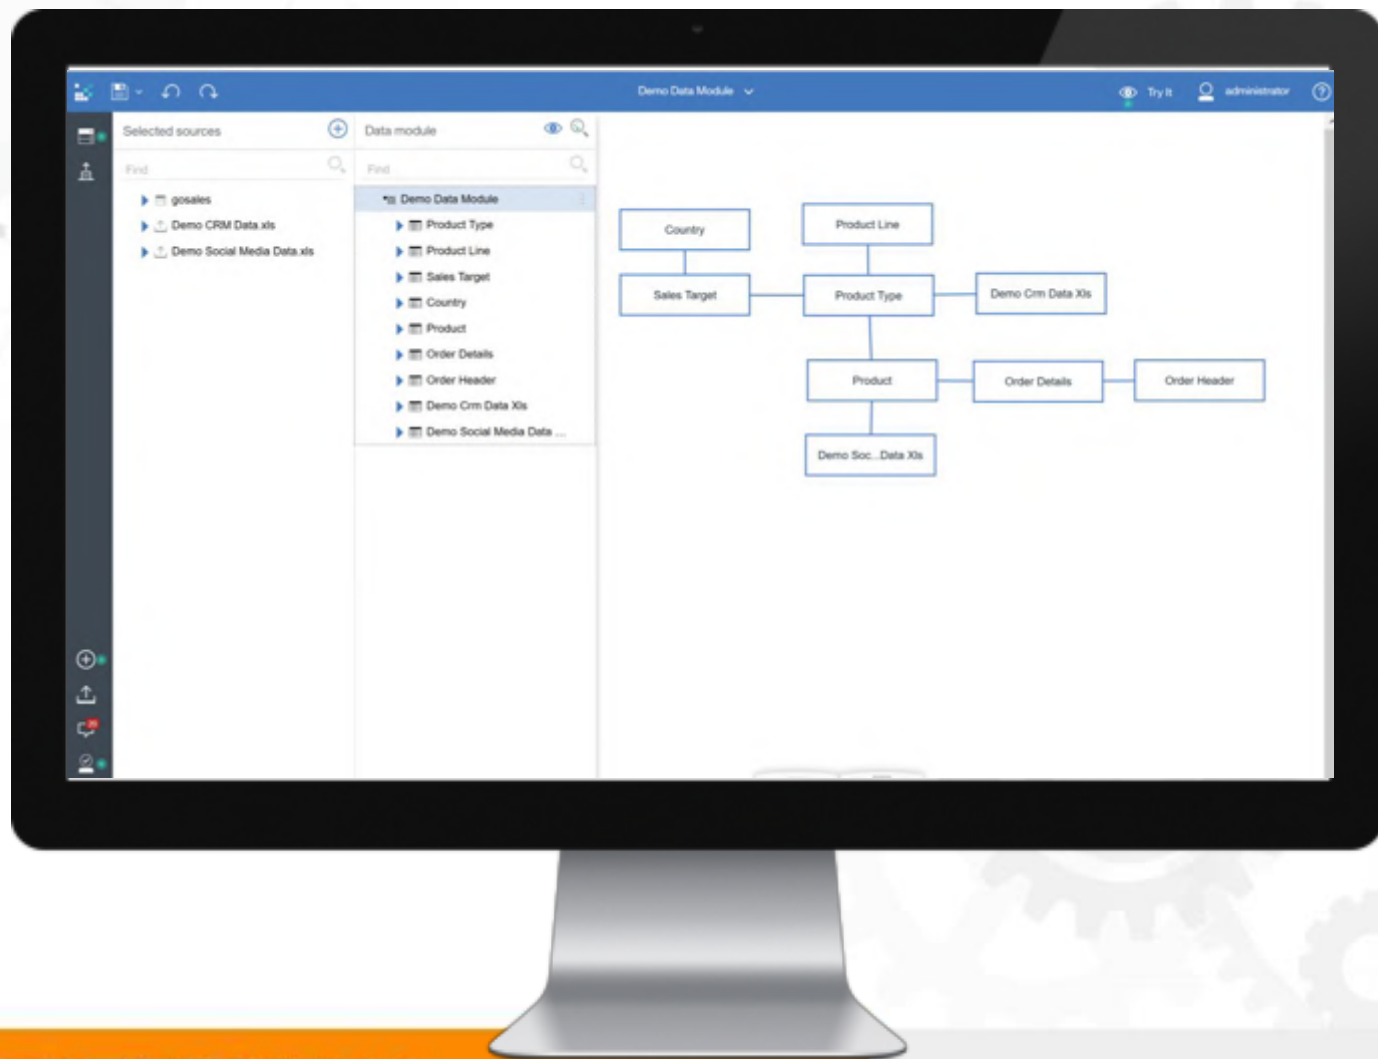 Demo Data Module
Try It
administrator
Selected sources
Find
gosales
Demo CRM Data.xls
Demo Social Media Data.xls
Data module
Find
Demo Data Module
Product Type
Product Line
Sales Target
Country
Product
Order Details
Order Header
Demo Crm Data Xls
Demo Social Media Data ...
Country
Product Line
Sales Target
Product Type
Demo Crm Data Xls
Product
Order Details
Order Header
Demo Soc...Data Xls